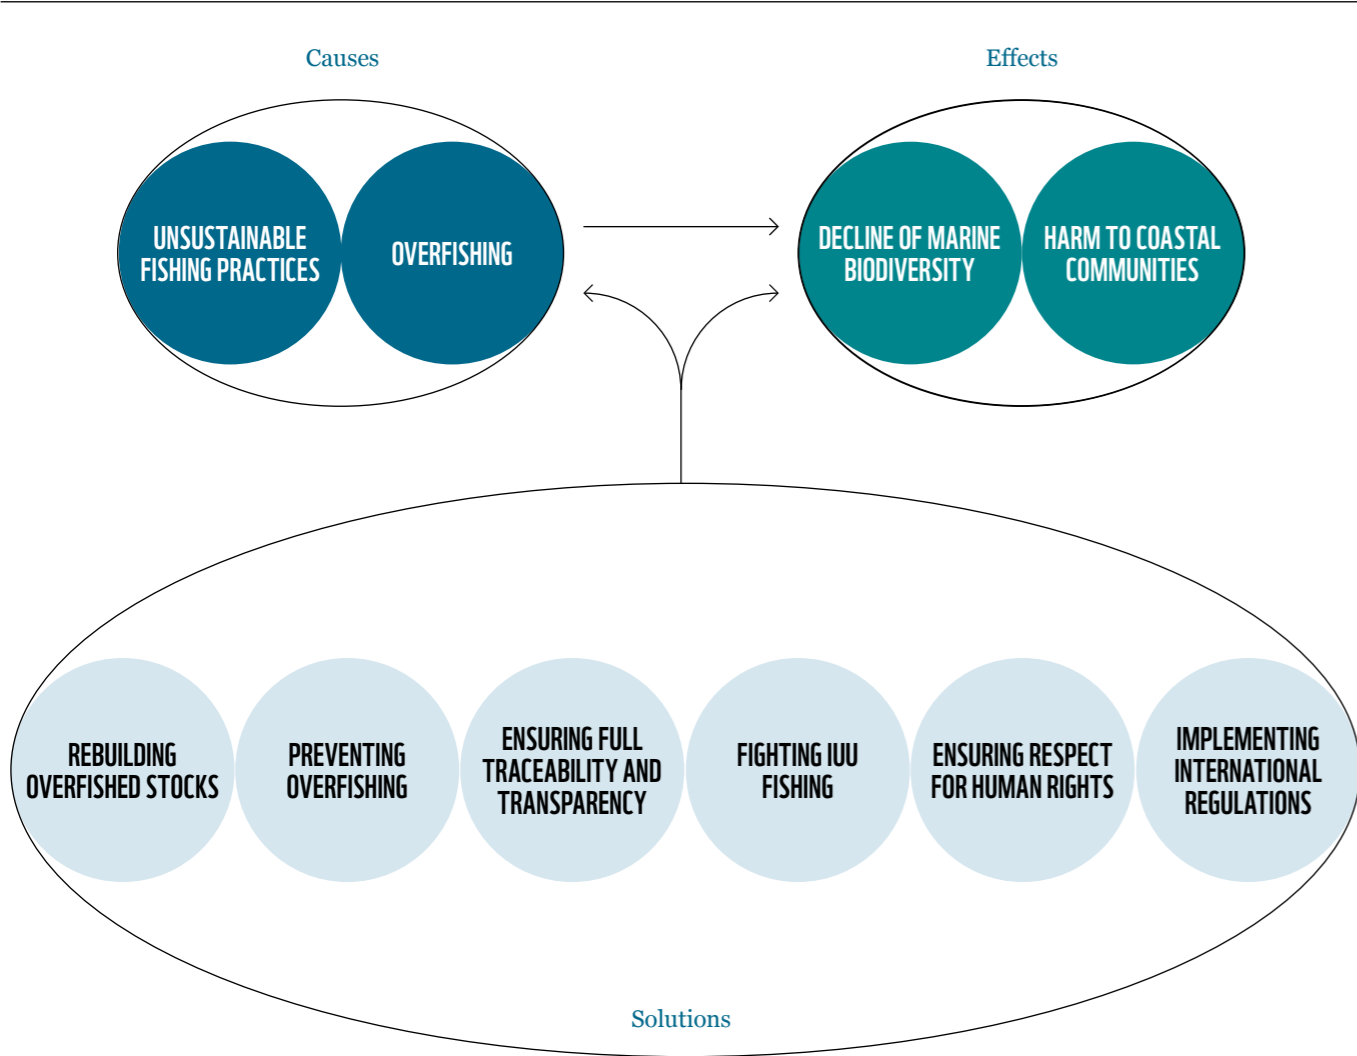 Causes
Effects
UNSUSTAINABLE
FISHING PRACTICES
OVERFISHING
DECLINE OF MARINE
BIODIVERSITY
HARM TO COASTAL
COMMUNITIES
REBUILDING
OVERFISHED STOCKS
PREVENTING
OVERFISHING
ENSURING FULL
TRACEABILITY AND
TRANSPARENCY
FIGHTING IUU
FISHING
ENSURING RESPECT
FOR HUMAN RIGHTS
IMPLEMENTING
INTERNATIONAL
REGULATIONS
Solutions